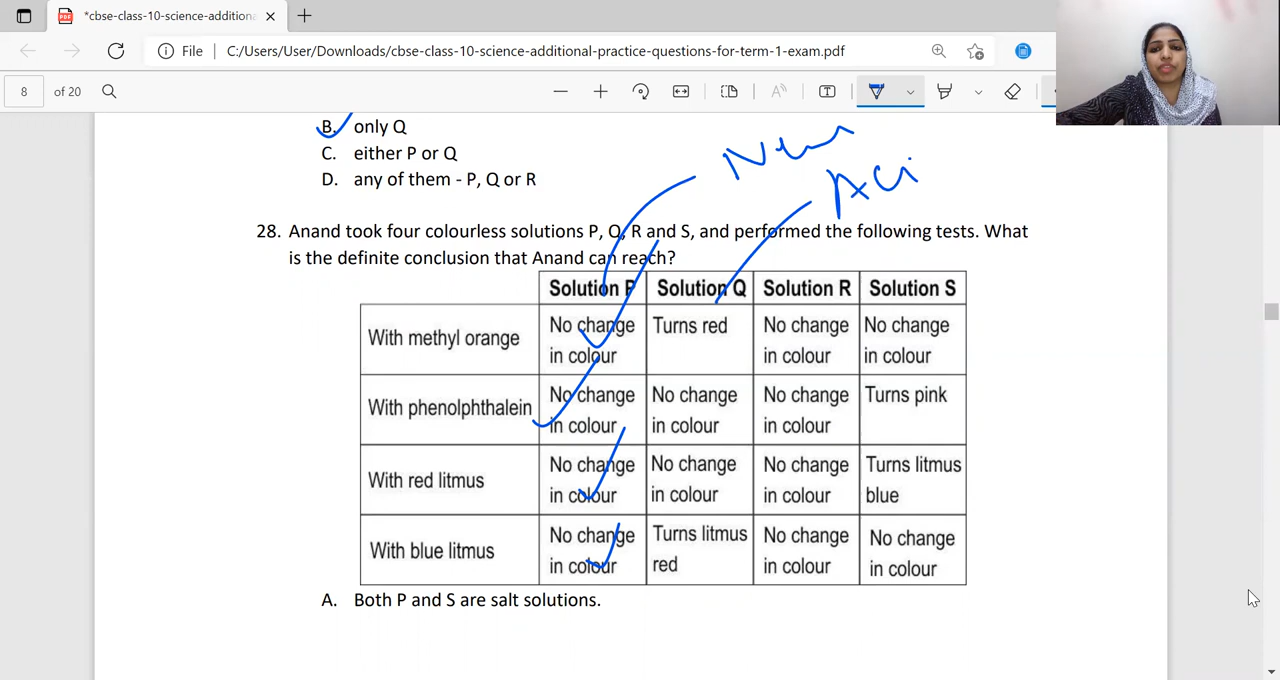 *cbse-class-10-science-additiona
File
C:/Users/User/Downloads/cbse-class-10-science-additional-practice-questions-for-term-1-exam.pdf
8 of 20
B. only Q
C. either P or Q
D. any of them - P, Q or R
Neu
Aci
28. Anand took four colourless solutions P, Q, R and S, and performed the following tests. What
is the definite conclusion that Anand can reach?
Solution P Solution Q Solution R Solution S
With methyl orange No change in colour Turns red No change in colour No change in colour
With phenolphthalein No change in colour No change in colour No change in colour Turns pink
With red litmus No change in colour No change in colour No change in colour Turns litmus blue
With blue litmus No change in colour Turns litmus red No change in colour No change in colour
A. Both P and S are salt solutions.